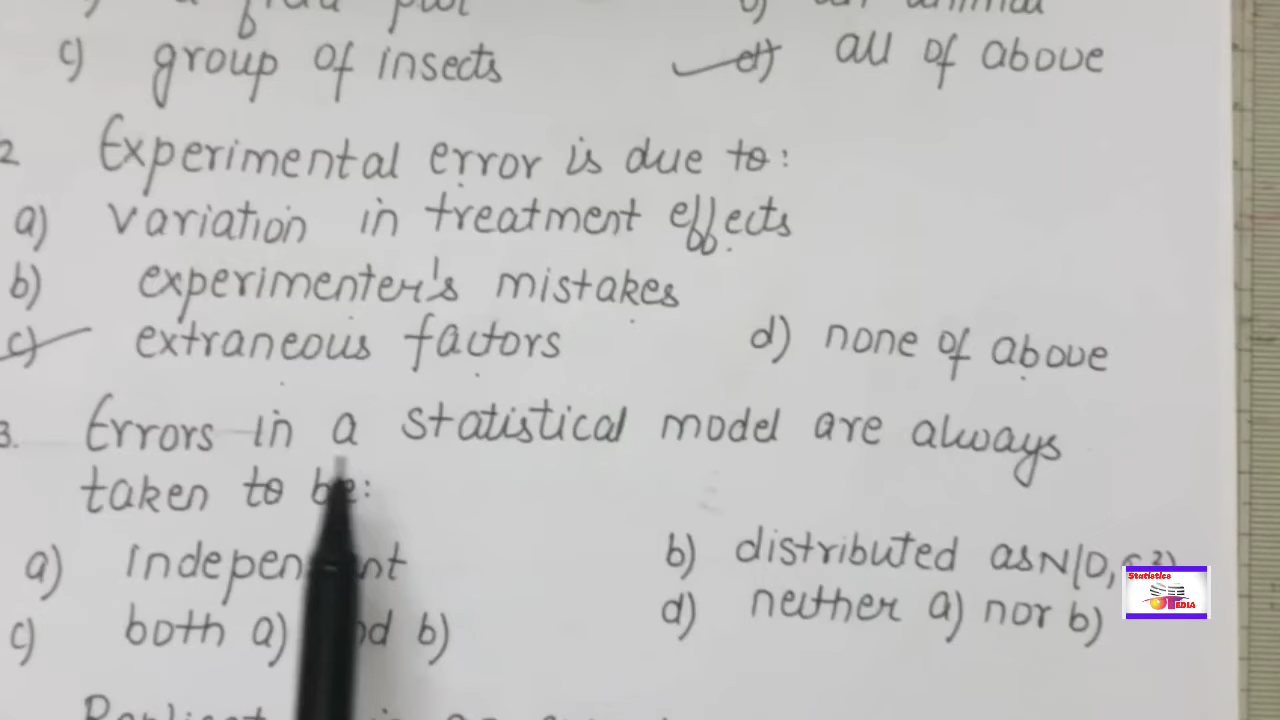 c) group of insects d) all of above
2 Experimental error is due to:
a) variation in treatment effects
b) experimenter's mistakes
c) extraneous factors d) none of above
3. Errors in a statistical model are always
taken to be:
a) independent b) distributed as N(0,
c) both a) and b) d) neither a) nor b)
Statistics
PEDIA